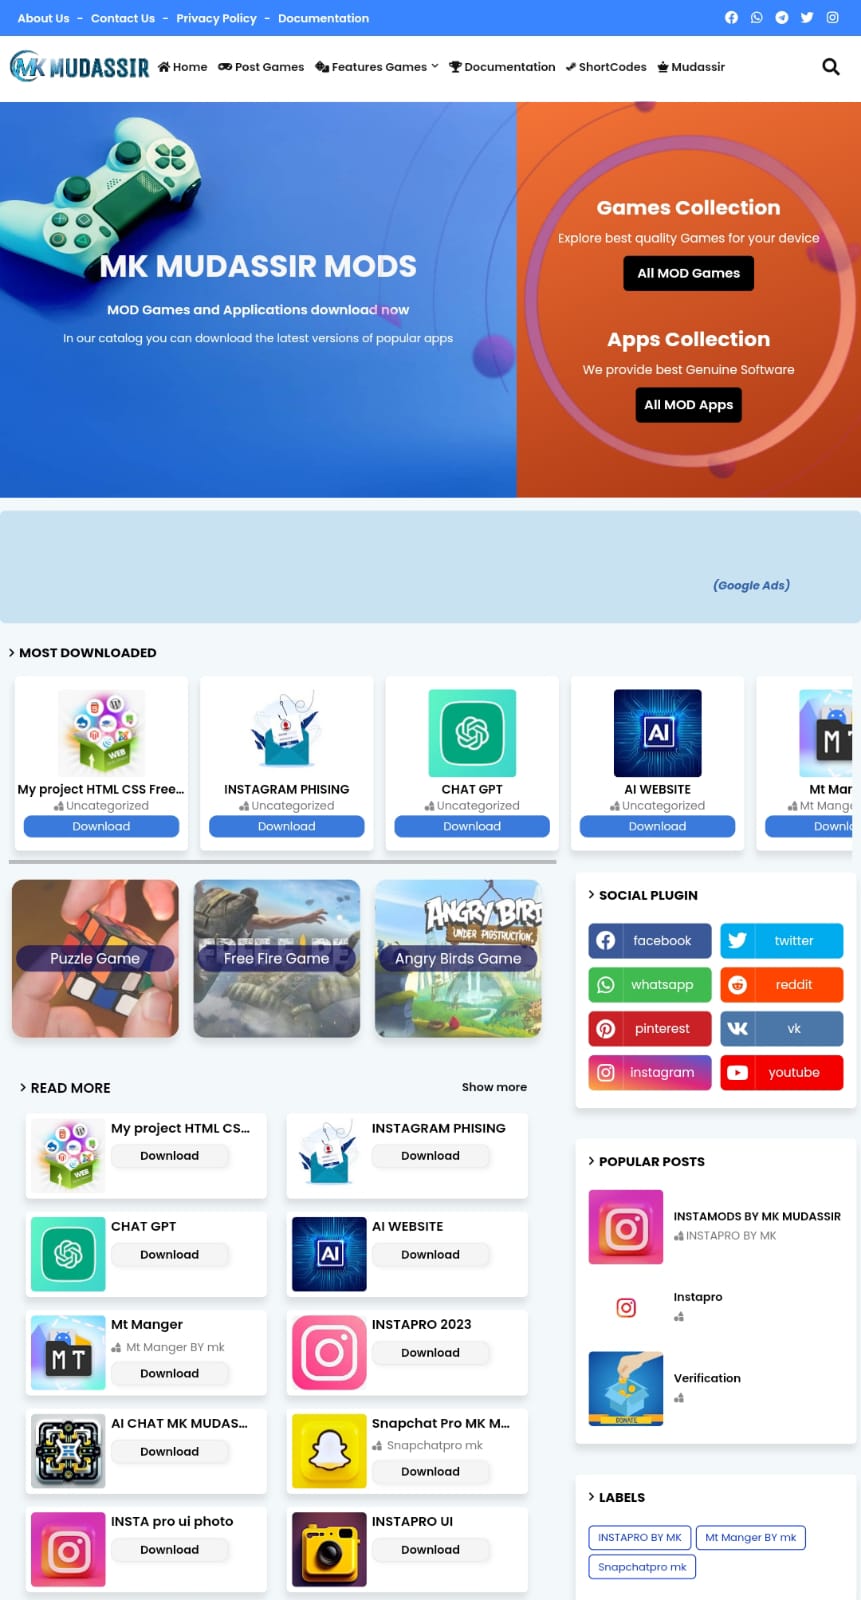 About Us - Contact Us - Privacy Policy - Documentation
MK MUDASSIR
Home Post Games Features Games Documentation ShortCodes Mudassir
MK MUDASSIR MODS
MOD Games and Applications download now
In our catalog you can download the latest versions of popular apps
Games Collection
Explore best quality Games for your device
All MOD Games
Apps Collection
We provide best Genuine Software
All MOD Apps
(Google Ads)
MOST DOWNLOADED
My project HTML CSS Free...
Uncategorized
Download
INSTAGRAM PHISING
Uncategorized
Download
CHAT GPT
Uncategorized
Download
AI
AI WEBSITE
Uncategorized
Download
M
Mt Mar
Mt Mange
Downl
Puzzle Game
Free Fire Game
ANGRY BIRD
UNDER PIGSTRUCTION
Angry Birds Game
SOCIAL PLUGIN
facebook
twitter
whatsapp
reddit
pinterest
vk
instagram
youtube
READ MORE
Show more
WEB
My project HTML CS...
Download
INSTAGRAM PHISING
Download
CHAT GPT
Download
AI
AI WEBSITE
Download
MT
Mt Manger
Mt Manger BY mk
Download
INSTAPRO 2023
Download
AI CHAT MK MUDAS...
Download
Snapchat Pro MK M...
Snapchatpro mk
Download
INSTA pro ui photo
Download
INSTAPRO UI
Download
POPULAR POSTS
INSTAMODS BY MK MUDASSIR
INSTAPRO BY MK
Instapro
DONATE
Verification
LABELS
INSTAPRO BY MK
Mt Manger BY mk
Snapchatpro mk